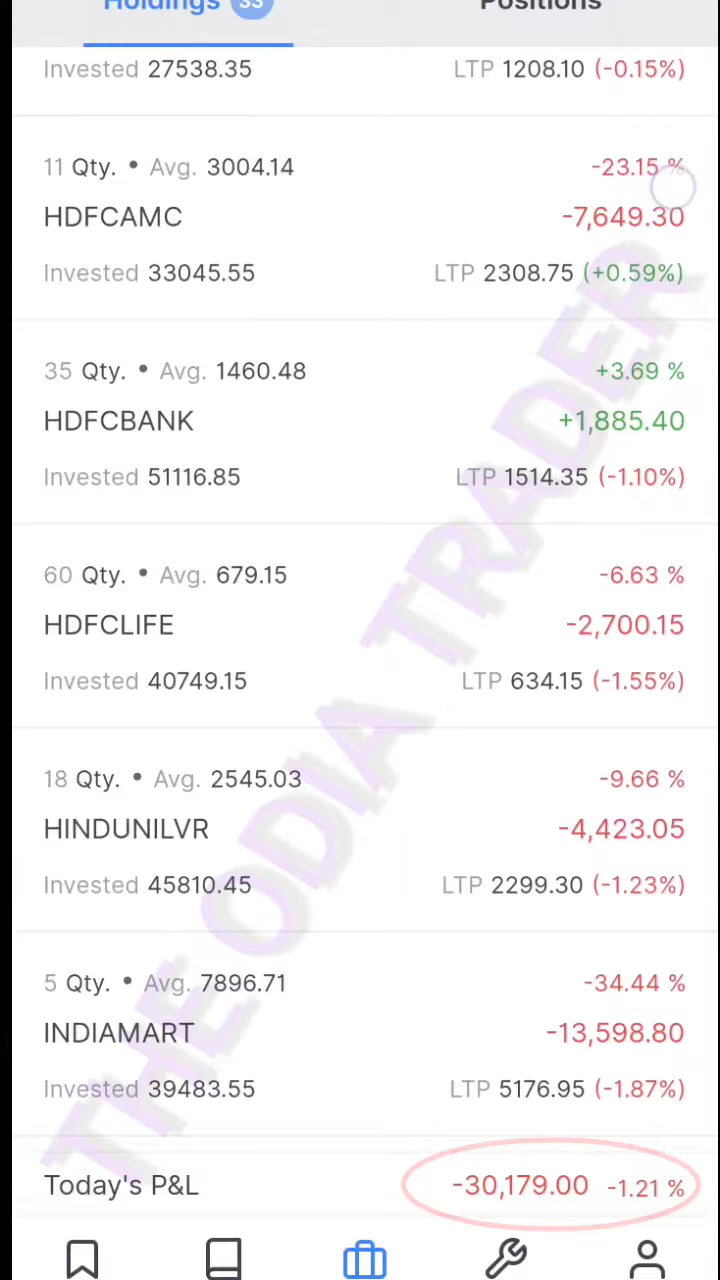 Holdings 33 Positions
Invested 27538.35 LTP 1208.10 (-0.15%)
11 Qty. • Avg. 3004.14 -23.15 %
HDFCAMC -7,649.30
Invested 33045.55 LTP 2308.75 (+0.59%)
35 Qty. • Avg. 1460.48 +3.69 %
HDFCBANK +1,885.40
Invested 51116.85 LTP 1514.35 (-1.10%)
60 Qty. • Avg. 679.15 -6.63 %
HDFCLIFE -2,700.15
Invested 40749.15 LTP 634.15 (-1.55%)
18 Qty. • Avg. 2545.03 -9.66 %
HINDUNILVR -4,423.05
Invested 45810.45 LTP 2299.30 (-1.23%)
5 Qty. • Avg. 7896.71 -34.44 %
INDIAMART -13,598.80
Invested 39483.55 LTP 5176.95 (-1.87%)
Today's P&L -30,179.00 -1.21 %
THE ODIA TRADER